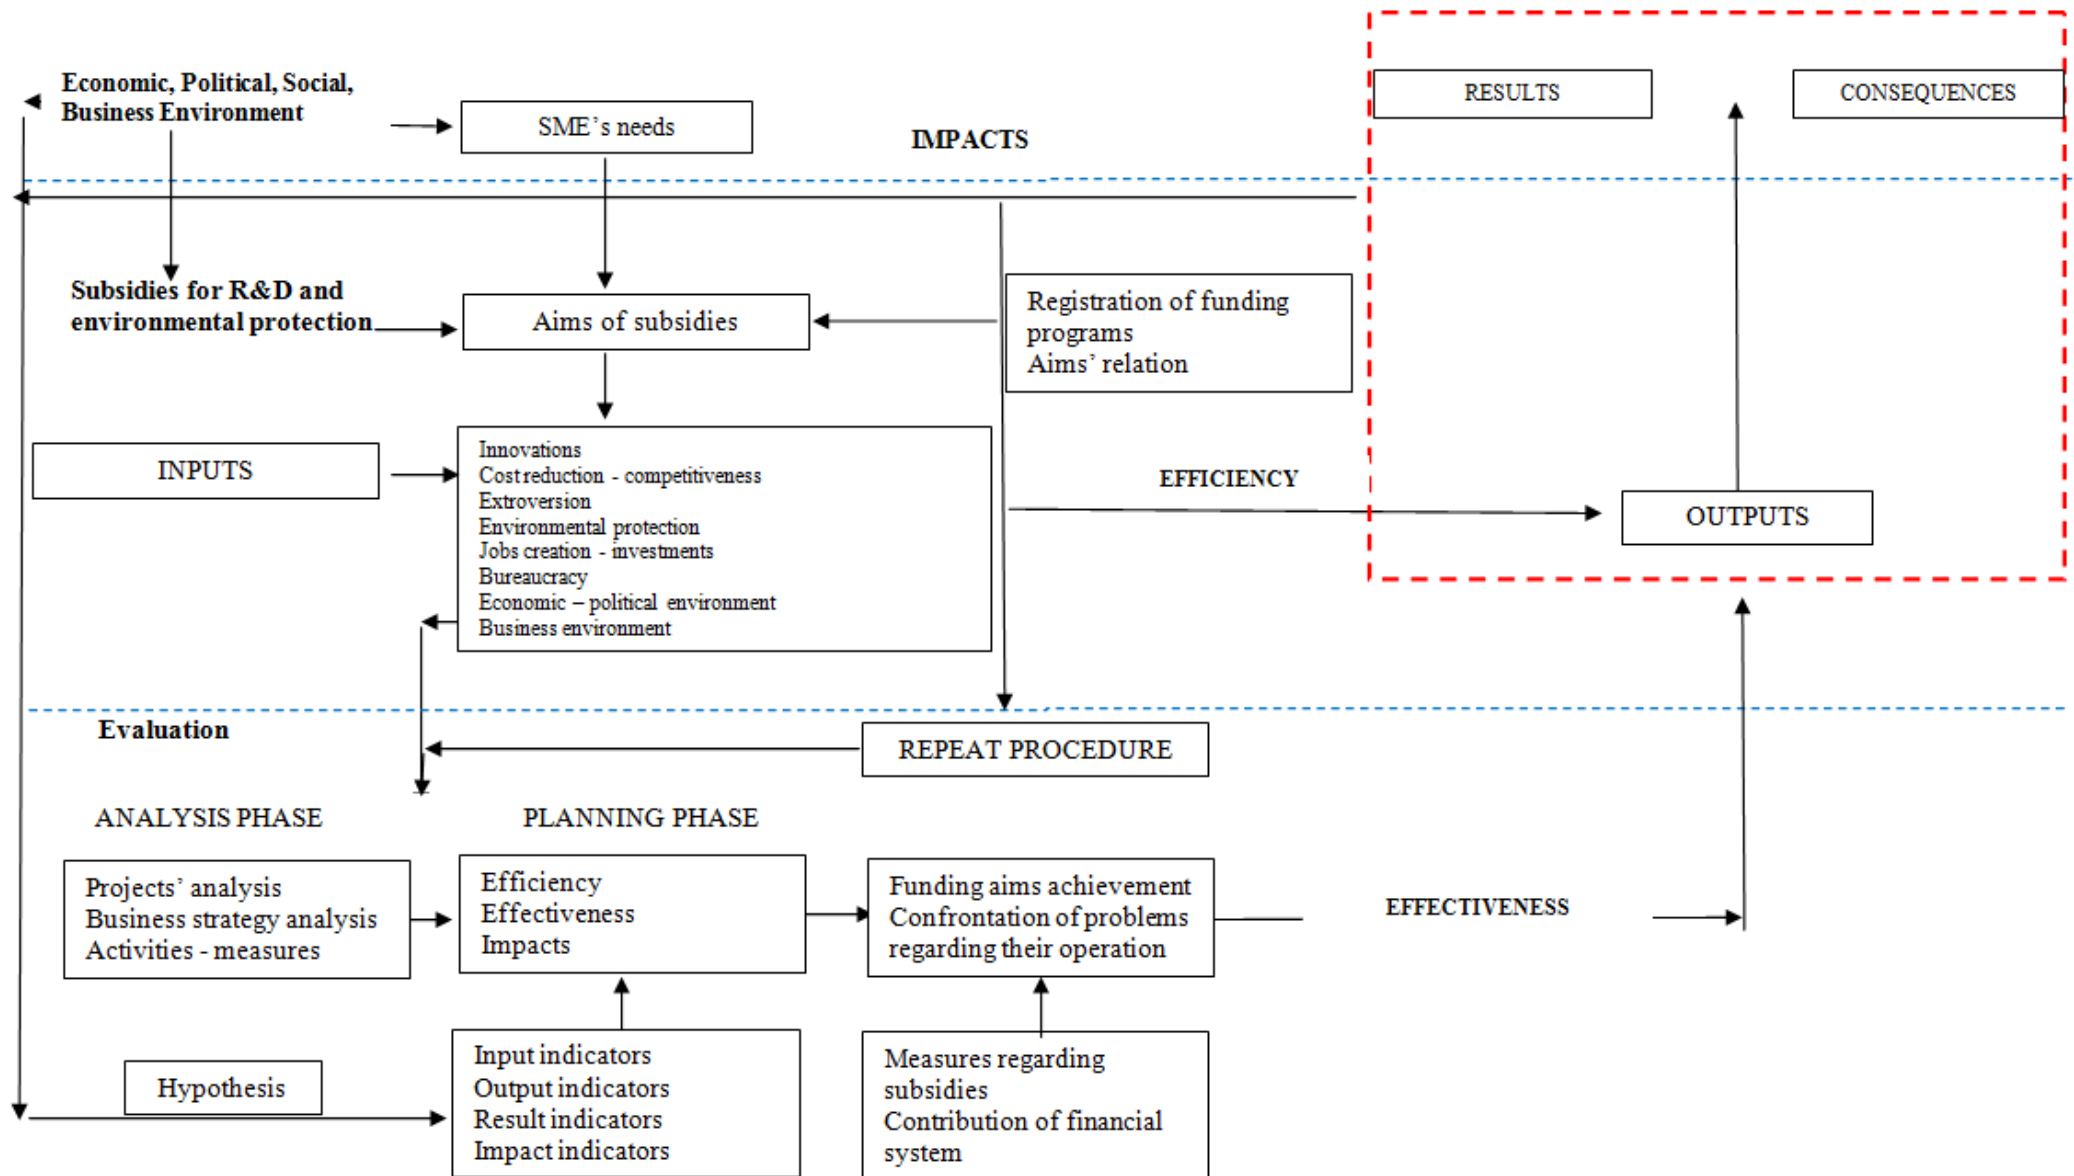 Economic, Political, Social,
Business Environment
SME’s needs
IMPACTS
RESULTS
CONSEQUENCES
Subsidies for R&D and
environmental protection
Aims of subsidies
Registration of funding
programs
Aims’ relation
INPUTS
Innovations
Cost reduction - competitiveness
Extroversion
Environmental protection
Jobs creation - investments
Bureaucracy
Economic – political environment
Business environment
EFFICIENCY
OUTPUTS
Evaluation
REPEAT PROCEDURE
ANALYSIS PHASE
PLANNING PHASE
Projects’ analysis
Business strategy analysis
Activities - measures
Efficiency
Effectiveness
Impacts
Funding aims achievement
Confrontation of problems
regarding their operation
EFFECTIVENESS
Hypothesis
Input indicators
Output indicators
Result indicators
Impact indicators
Measures regarding
subsidies
Contribution of financial
system